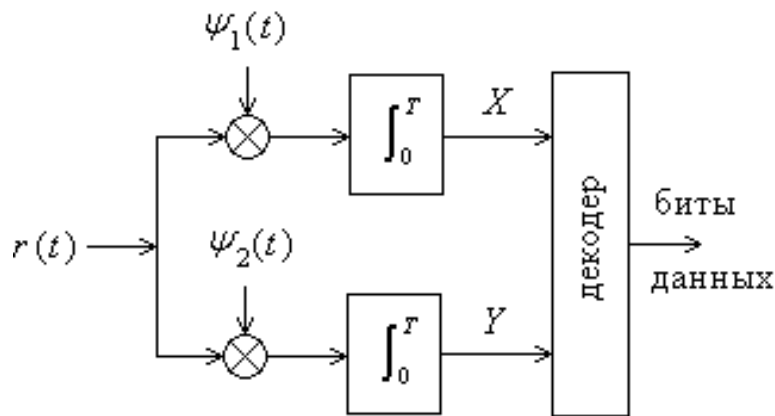 ψ₁(t)
∫₀ᵀ
X
r(t)
декодер
биты
данных
ψ₂(t)
∫₀ᵀ
Y